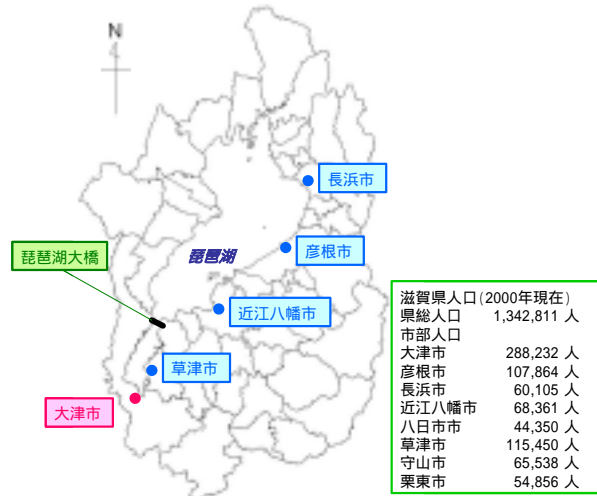 N
4
長浜市
彦根市
琵琶湖
琵琶湖大橋
近江八幡市
草津市
大津市
滋賀県人口(2000年現在)
県総人口 1,342,811 人
市部人口
大津市 288,232 人
彦根市 107,864 人
長浜市 60,105 人
近江八幡市 68,361 人
八日市市 44,350 人
草津市 115,450 人
守山市 65,538 人
栗東市 54,856 人